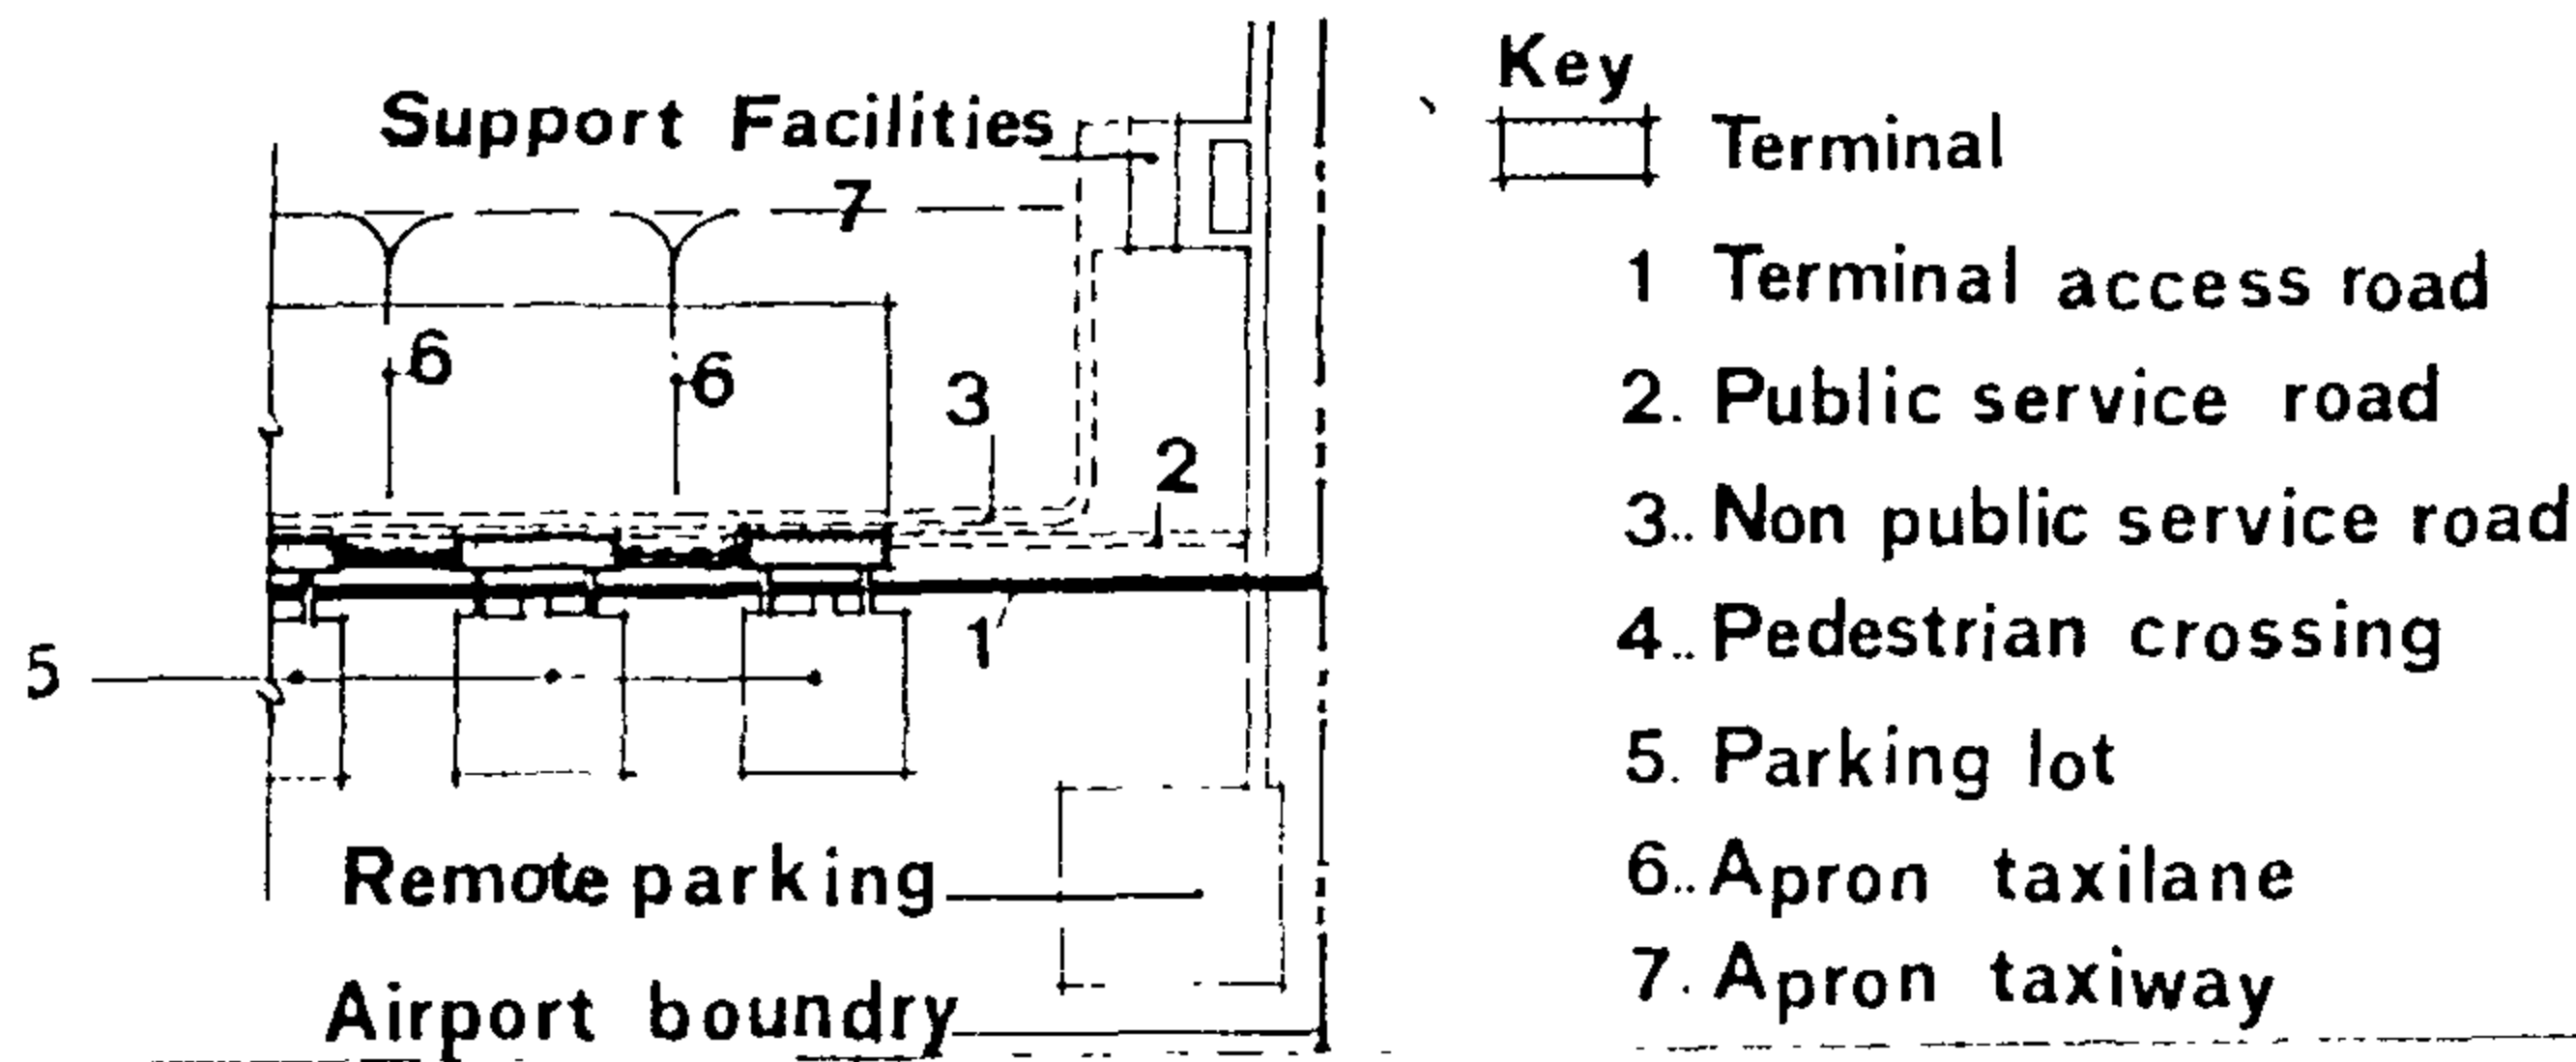 Support Facilities
7
6
6
3
2
1
5
Remote parking
Airport boundry
Key
Terminal
1 Terminal access road
2. Public service road
3.. Non public service road
4.. Pedestrian crossing
5. Parking lot
6.. Apron taxilane
7. Apron taxiway